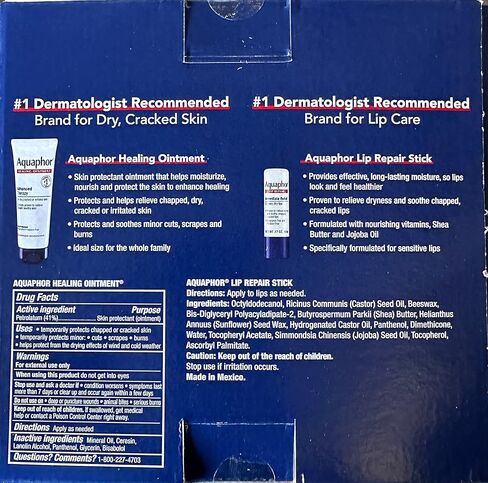 #1 Dermatologist Recommended
Brand for Dry, Cracked Skin
Aquaphor
HEALING OINTMENT
Advanced
Therapy
Aquaphor Healing Ointment
• Skin protectant ointment that helps moisturize,
nourish and protect the skin to enhance healing
• Protects and helps relieve chapped, dry,
cracked or irritated skin
• Protects and soothes minor cuts, scrapes and
burns
• Ideal size for the whole family
#1 Dermatologist Recommended
Brand for Lip Care
Aquaphor
Immediate Relief
Aquaphor Lip Repair Stick
• Provides effective, long-lasting moisture, so lips
look and feel healthier
• Proven to relieve dryness and soothe chapped,
cracked lips
• Formulated with nourishing vitamins, Shea
Butter and Jojoba Oil
• Specifically formulated for sensitive lips
AQUAPHOR HEALING OINTMENT®
Drug Facts
Active ingredient Purpose
Petrolatum (41%) Skin protectant (ointment)
Uses • temporarily protects chapped or cracked skin
• temporarily protects minor: • cuts • scrapes • burns
• helps protect from the drying effects of wind and cold weather
Warnings
For external use only
When using this product do not get into eyes
Stop use and ask a doctor if • condition worsens • symptoms last
more than 7 days or clear up and occur again within a few days
Do not use on • deep or puncture wounds • animal bites • serious burns
Keep out of reach of children. If swallowed, get medical
help or contact a Poison Control Center right away.
Directions Apply as needed
Inactive ingredients Mineral Oil, Ceresin,
Lanolin Alcohol, Panthenol, Glycerin, Bisabolol
Questions? Comments? 1-800-227-4703
AQUAPHOR® LIP REPAIR STICK
Directions: Apply to lips as needed.
Ingredients: Octyldodecanol, Ricinus Communis (Castor) Seed Oil, Beeswax,
Bis-Diglyceryl Polyacyladipate-2, Butyrospermum Parkii (Shea) Butter, Helianthus
Annuus (Sunflower) Seed Wax, Hydrogenated Castor Oil, Panthenol, Dimethicone,
Water, Tocopheryl Acetate, Simmondsia Chinensis (Jojoba) Seed Oil, Tocopherol,
Ascorbyl Palmitate.
Caution: Keep out of the reach of children.
Stop use if irritation occurs.
Made in Mexico.